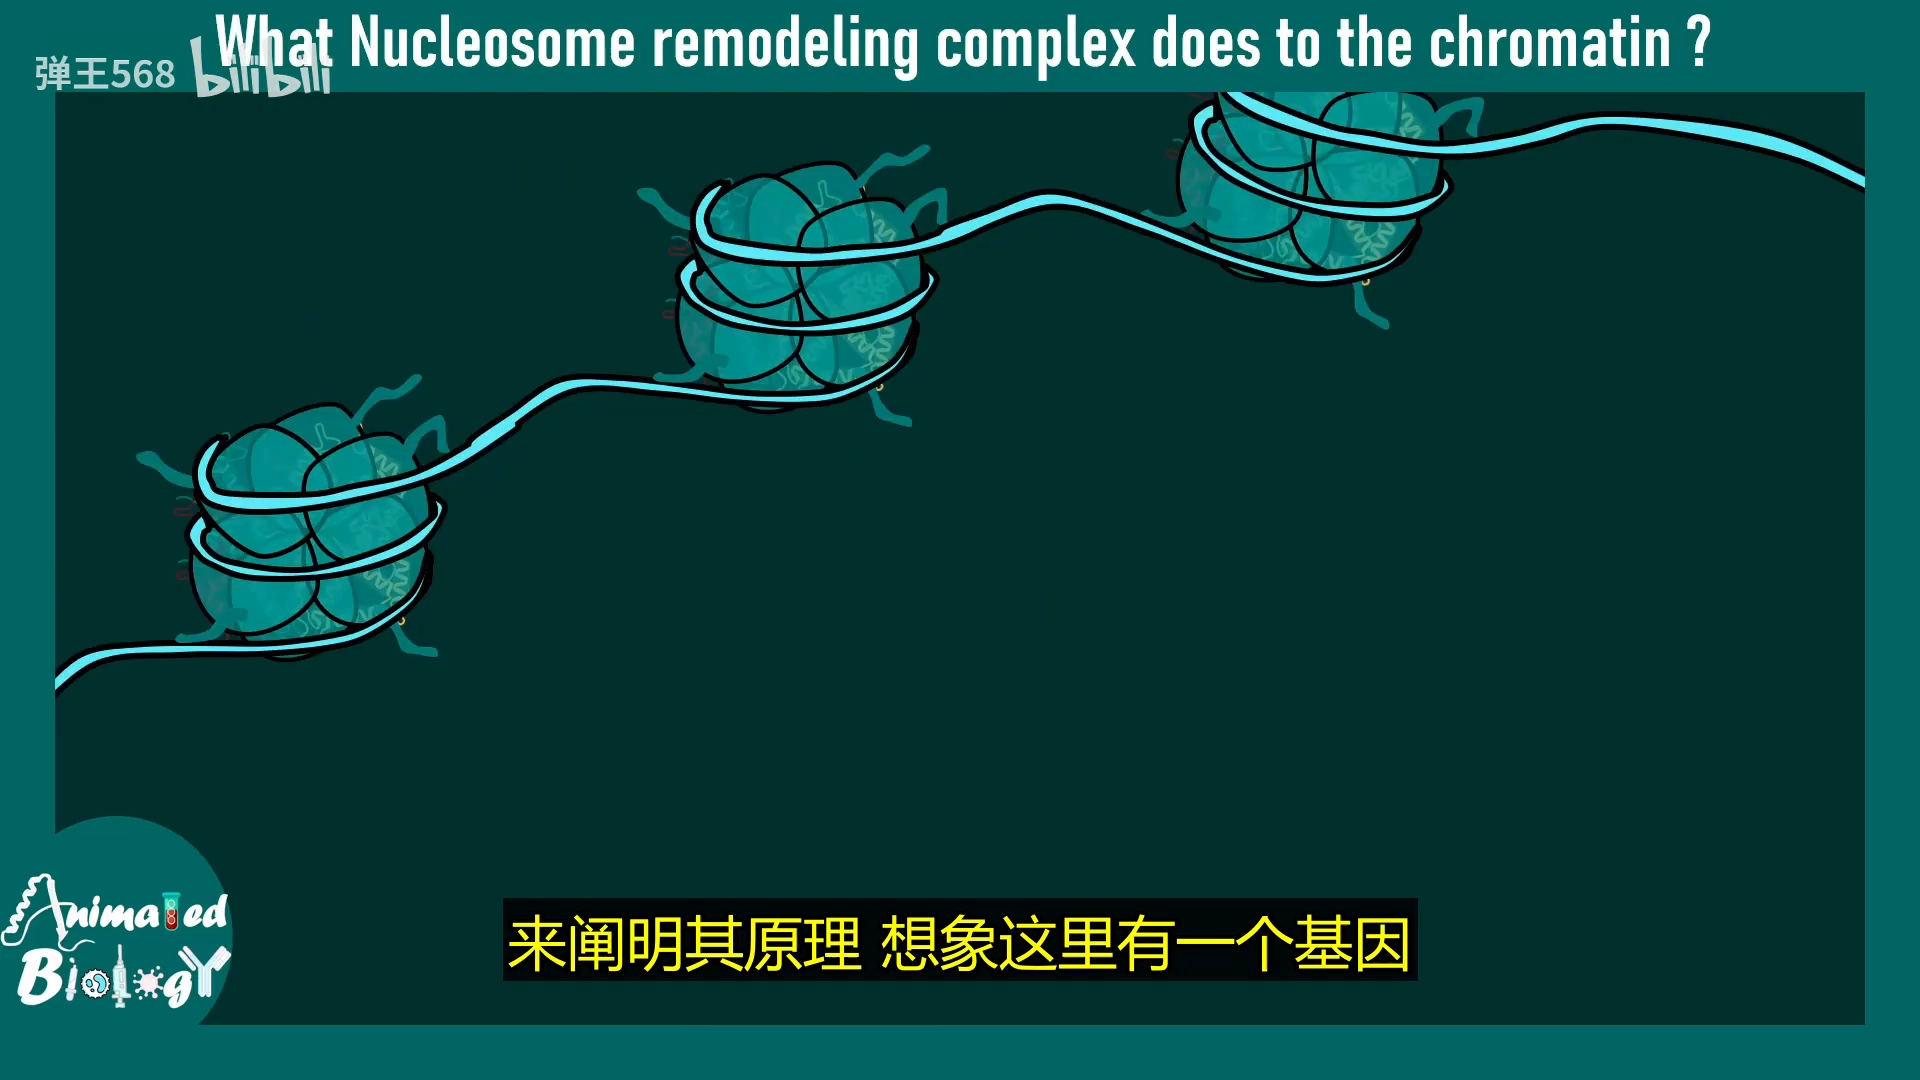 What Nucleosome remodeling complex does to the chromatin ?
弹王568 bilibili
Animated
Biology
来阐明其原理 想象这里有一个基因